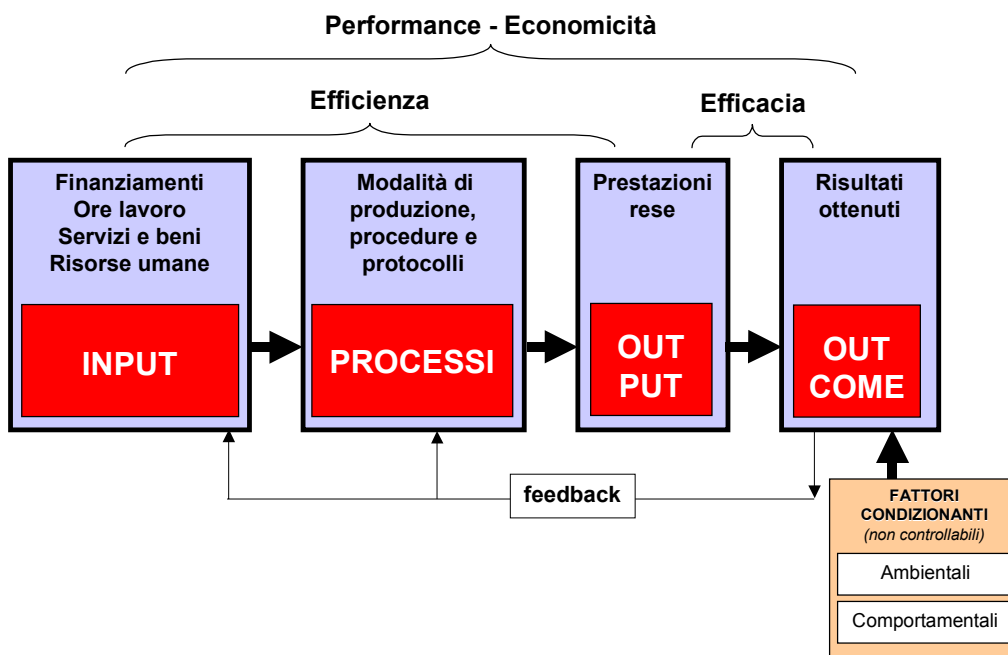 Performance - Economicità
Efficienza
Efficacia
Finanziamenti
Ore lavoro
Servizi e beni
Risorse umane
INPUT
Modalità di
produzione,
procedure e
protocolli
PROCESSI
Prestazioni
rese
OUT
PUT
Risultati
ottenuti
OUT
COME
feedback
FATTORI
CONDIZIONANTI
(non controllabili)
Ambientali
Comportamentali